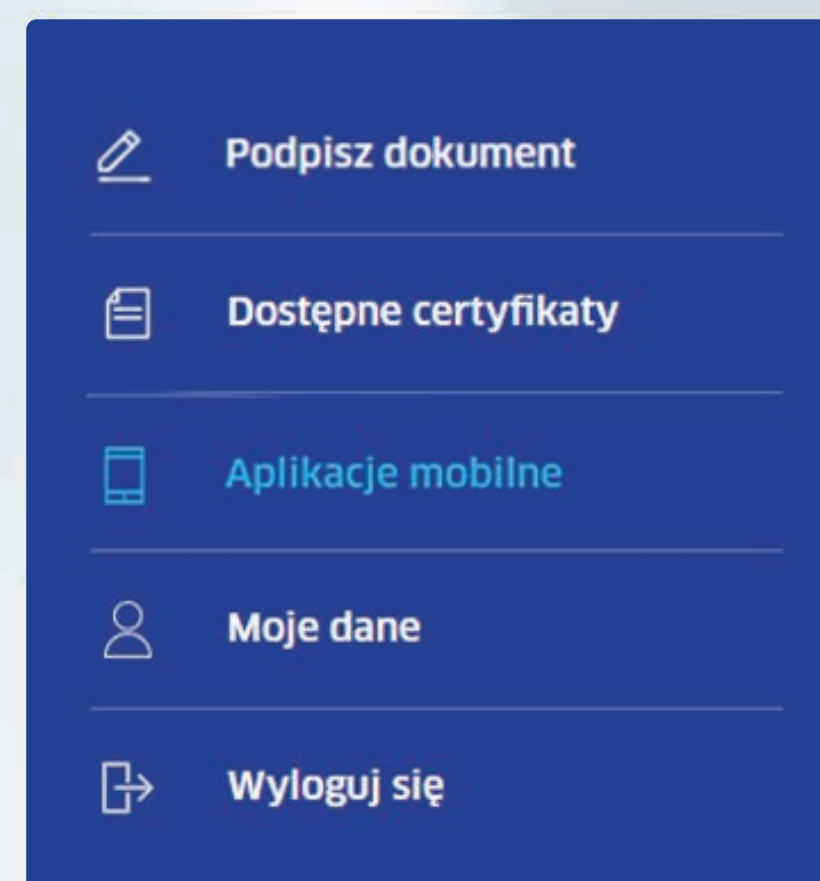 Podpisz dokument
Dostępne certyfikaty
Aplikacje mobilne
Moje dane
Wyloguj się